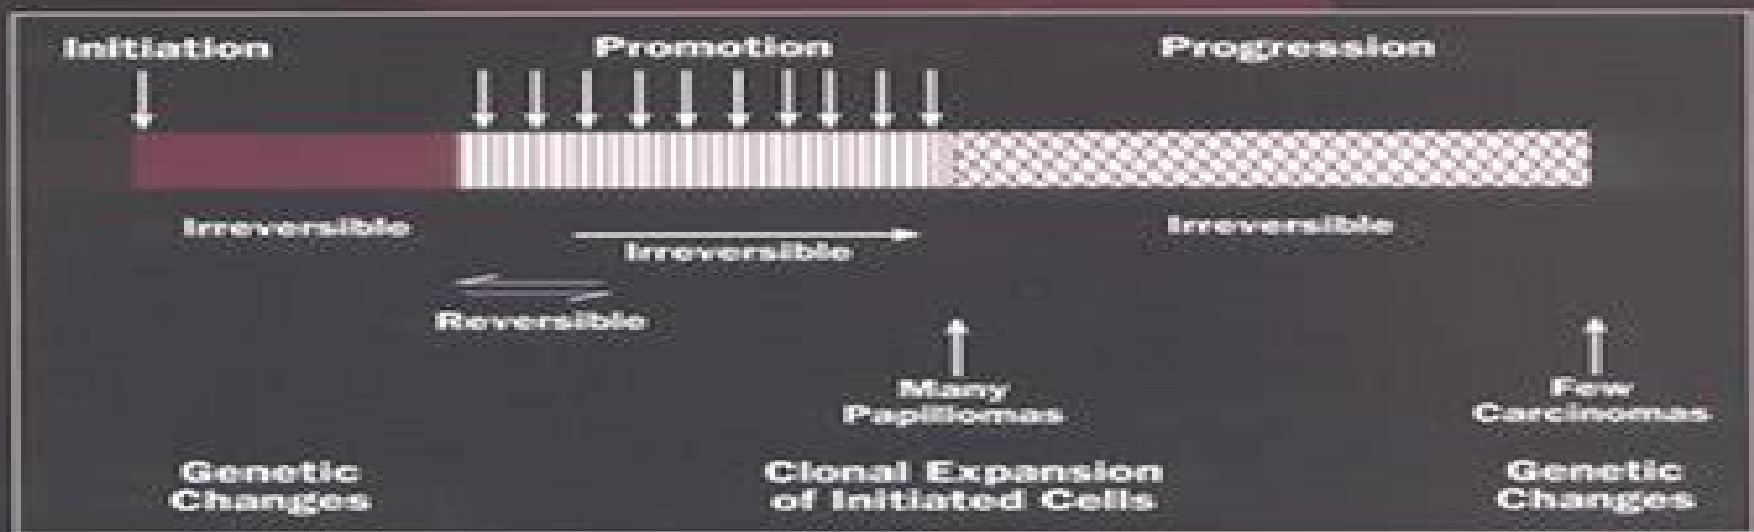 Initiation
Promotion
Progression
Irreversible
Irreversible
Irreversible
Reversible
Many
Papillomas
Few
Carcinomas
Genetic
Changes
Clonal Expansion
of Initiated Cells
Genetic
Changes